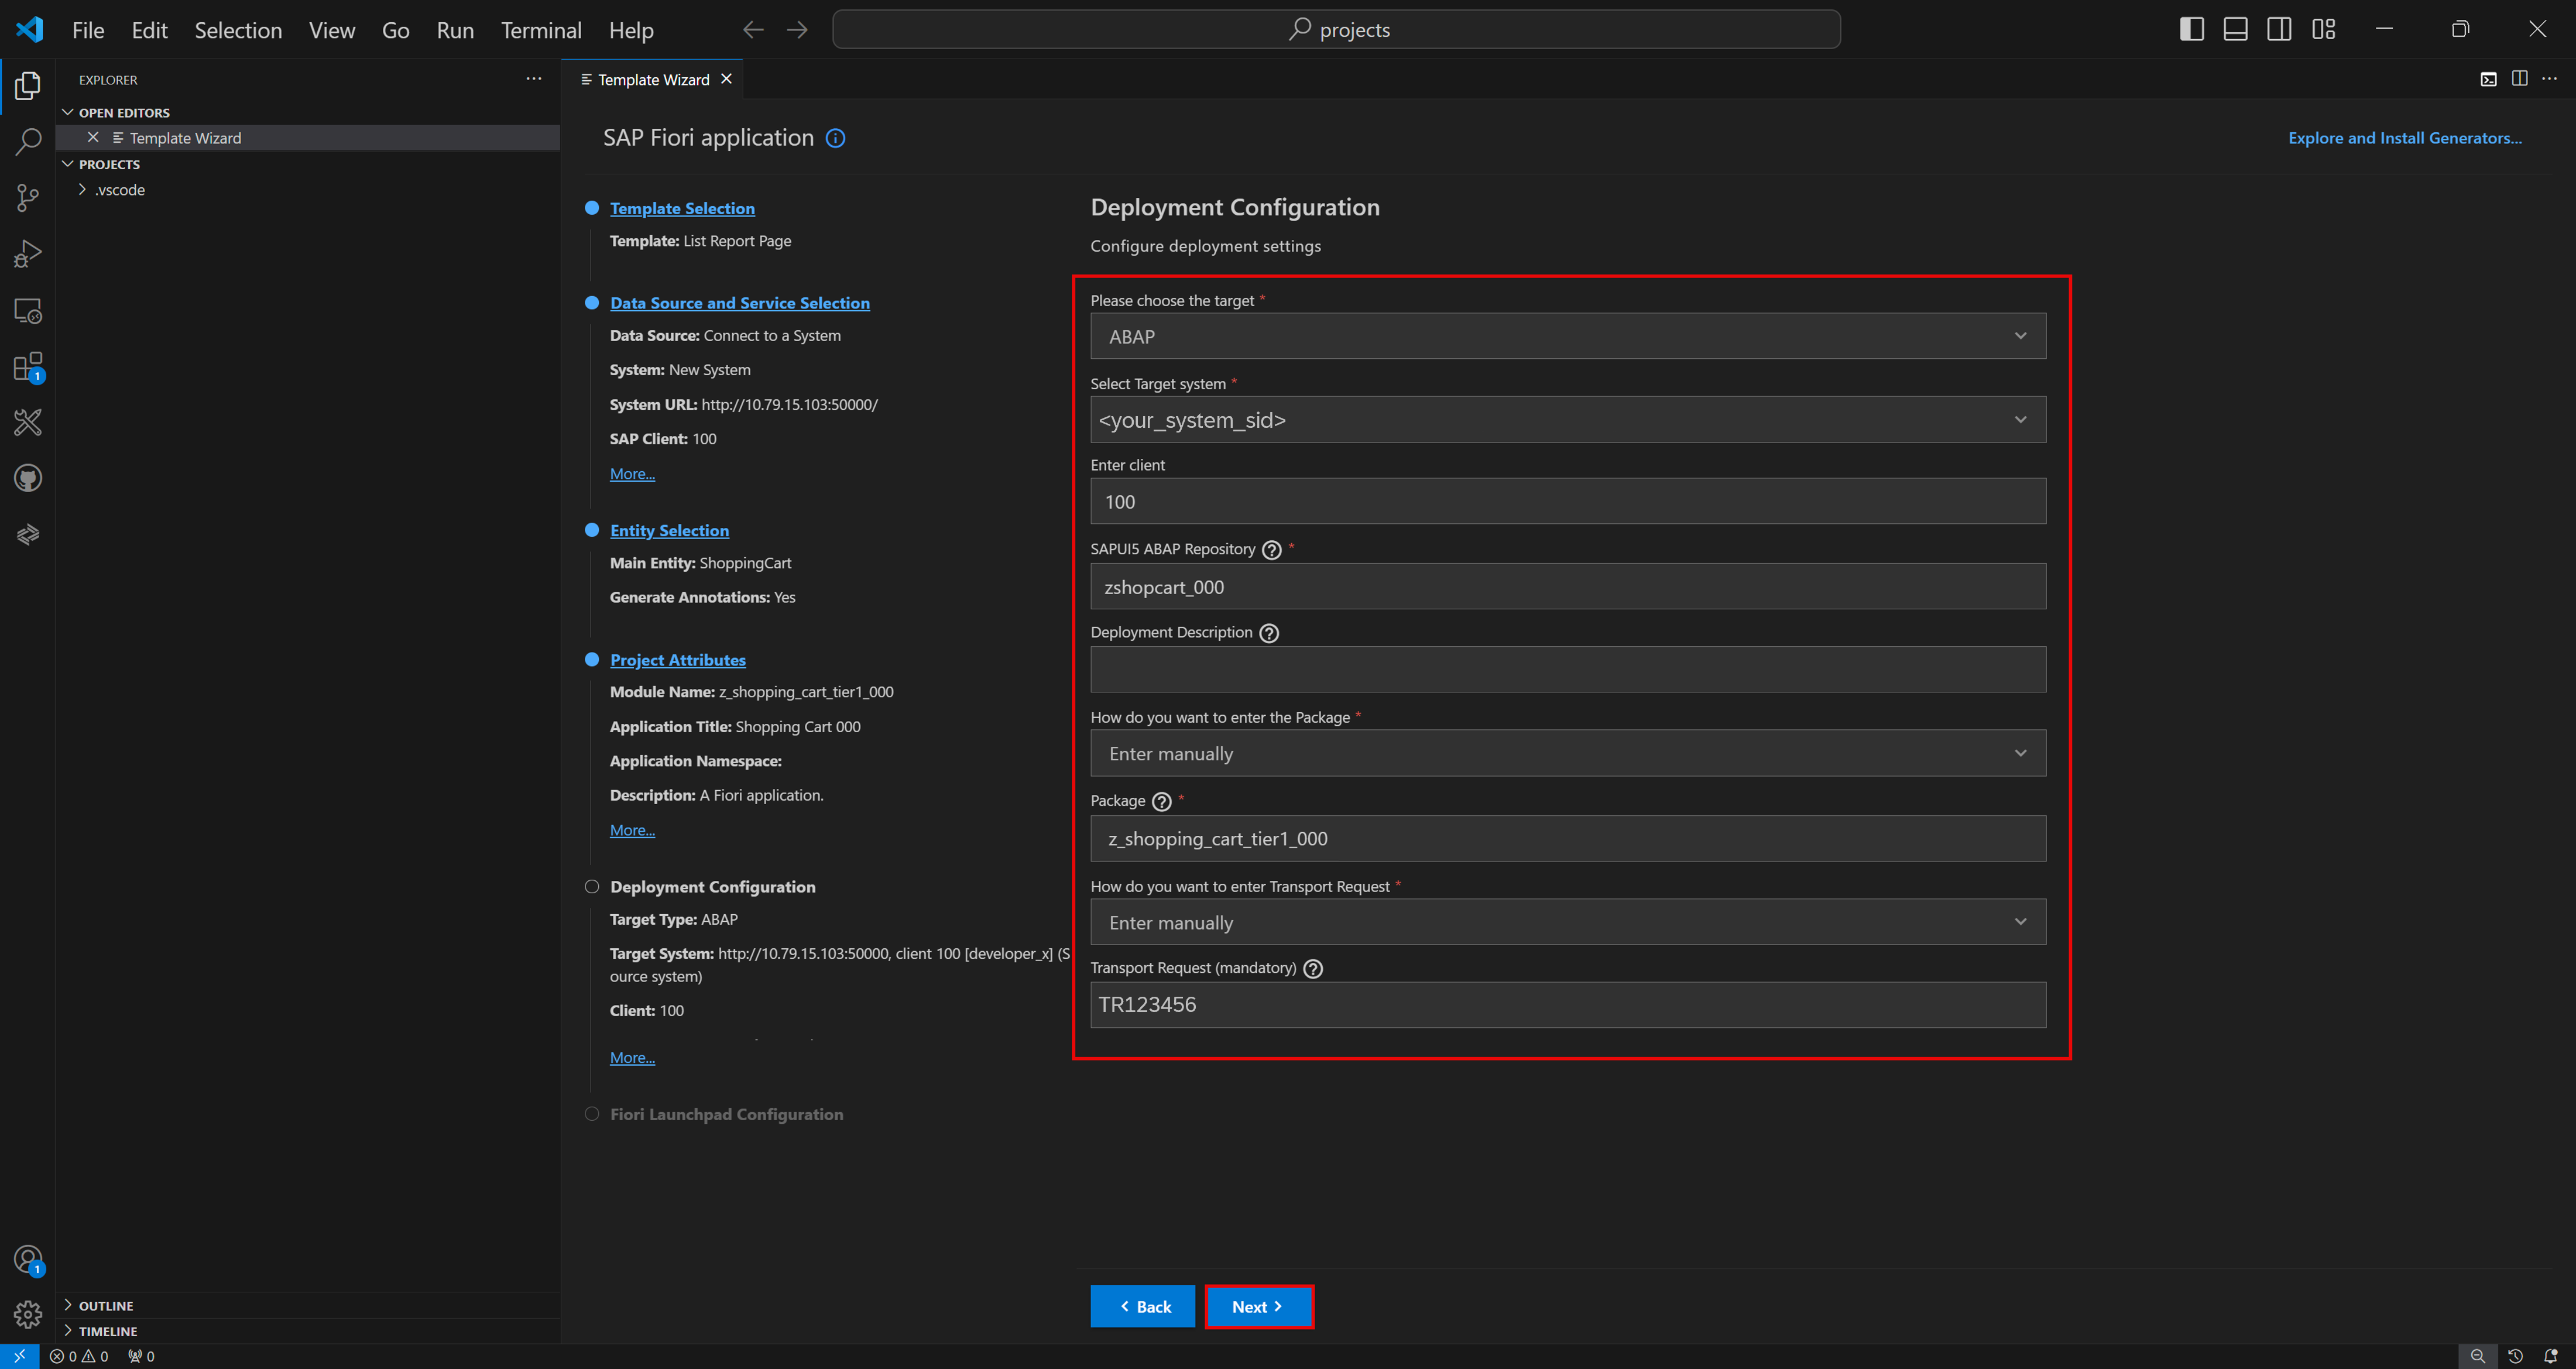 File Edit Selection View Go Run Terminal Help
projects
EXPLORER
OPEN EDITORS
Template Wizard
PROJECTS
.vscode
OUTLINE
TIMELINE
Template Wizard
SAP Fiori application
Explore and Install Generators...
Template Selection
Template: List Report Page
Data Source and Service Selection
Data Source: Connect to a System
System: New System
System URL: http://10.79.15.103:50000/
SAP Client: 100
More...
Entity Selection
Main Entity: ShoppingCart
Generate Annotations: Yes
Project Attributes
Module Name: z_shopping_cart_tier1_000
Application Title: Shopping Cart 000
Application Namespace:
Description: A Fiori application.
More...
Deployment Configuration
Target Type: ABAP
Target System: http://10.79.15.103:50000, client 100 [developer_x] (S
ource system)
Client: 100
More...
Fiori Launchpad Configuration
Deployment Configuration
Configure deployment settings
Please choose the target *
ABAP
Select Target system *
<your_system_sid>
Enter client
100
SAPUI5 ABAP Repository ? *
zshopcart_000
Deployment Description ?
How do you want to enter the Package *
Enter manually
Package ? *
z_shopping_cart_tier1_000
How do you want to enter Transport Request *
Enter manually
Transport Request (mandatory) ?
TR123456
Back
Next
1
1
0 0 0